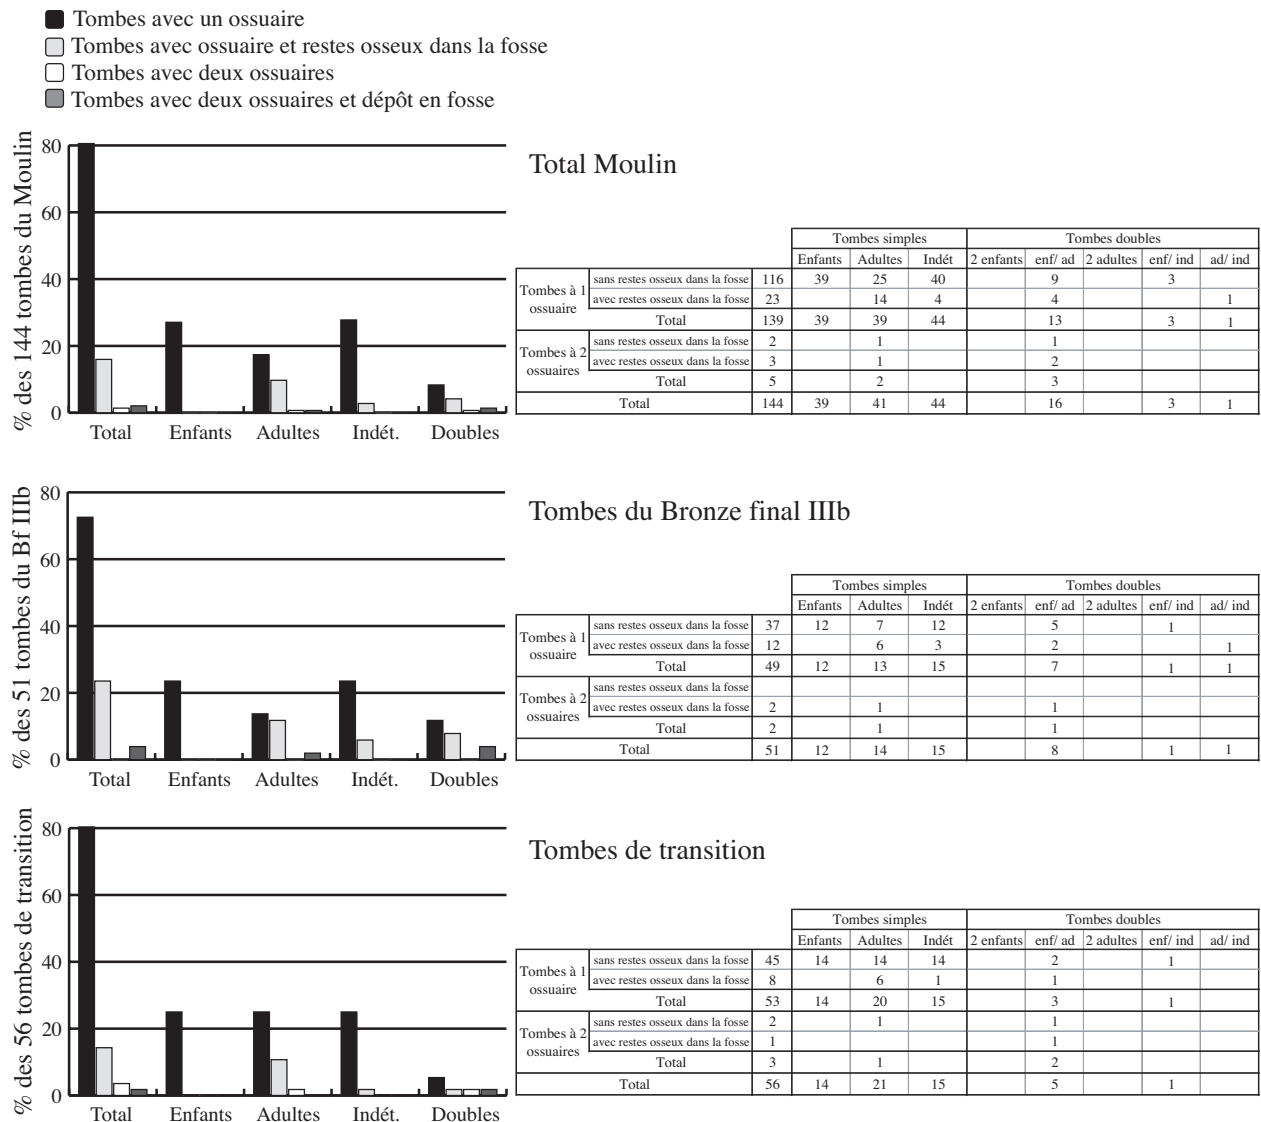 Tombes avec un ossuaire
Tombes avec ossuaire et restes osseux dans la fosse
Tombes avec deux ossuaires
Tombes avec deux ossuaires et dépôt en fosse
% des 144 tombes du Moulin
80
60
40
20
0
Total Enfants Adultes Indét. Doubles
Total Moulin
Tombes simples Tombes doubles
Enfants Adultes Indét 2 enfants enf/ ad 2 adultes enf/ ind ad/ ind
Tombes à 1 ossuaire
sans restes osseux dans la fosse 116 39 25 40 9 3
avec restes osseux dans la fosse 23 14 4 4 1
Total 139 39 39 44 13 3 1
Tombes à 2 ossuaires
sans restes osseux dans la fosse 2 1 1
avec restes osseux dans la fosse 3 1 2
Total 5 2 3
Total 144 39 41 44 16 3 1
% des 51 tombes du Bf IIIb
80
60
40
20
0
Total Enfants Adultes Indét. Doubles
Tombes du Bronze final IIIb
Tombes simples Tombes doubles
Enfants Adultes Indét 2 enfants enf/ ad 2 adultes enf/ ind ad/ ind
Tombes à 1 ossuaire
sans restes osseux dans la fosse 37 12 7 12 5 1
avec restes osseux dans la fosse 12 6 3 2 1
Total 49 12 13 15 7 1 1
Tombes à 2 ossuaires
sans restes osseux dans la fosse
avec restes osseux dans la fosse 2 1 1
Total 2 1 1
Total 51 12 14 15 8 1 1
% des 56 tombes de transition
80
60
40
20
0
Total Enfants Adultes Indét. Doubles
Tombes de transition
Tombes simples Tombes doubles
Enfants Adultes Indét 2 enfants enf/ ad 2 adultes enf/ ind ad/ ind
Tombes à 1 ossuaire
sans restes osseux dans la fosse 45 14 14 14 2 1
avec restes osseux dans la fosse 8 6 1 1
Total 53 14 20 15 3 1
Tombes à 2 ossuaires
sans restes osseux dans la fosse 2 1 1
avec restes osseux dans la fosse 1 1
Total 3 1 2
Total 56 14 21 15 5 1